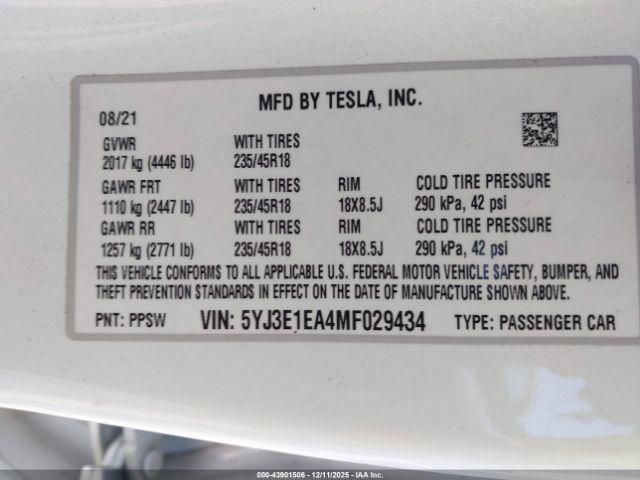 MFD BY TESLA, INC.
08/21
GVWR WITH TIRES
2017 kg (4446 lb) 235/45R18
GAWR FRT WITH TIRES RIM COLD TIRE PRESSURE
1110 kg (2447 lb) 235/45R18 18X8.5J 290 kPa, 42 psi
GAWR RR WITH TIRES RIM COLD TIRE PRESSURE
1257 kg (2771 lb) 235/45R18 18X8.5J 290 kPa, 42 psi
THIS VEHICLE CONFORMS TO ALL APPLICABLE U.S. FEDERAL MOTOR VEHICLE SAFETY, BUMPER, AND
THEFT PREVENTION STANDARDS IN EFFECT ON THE DATE OF MANUFACTURE SHOWN ABOVE.
PNT: PPSW VIN: 5YJ3E1EA4MF029434 TYPE: PASSENGER CAR
000-43901506 - 12/11/2025 - IAA Inc.